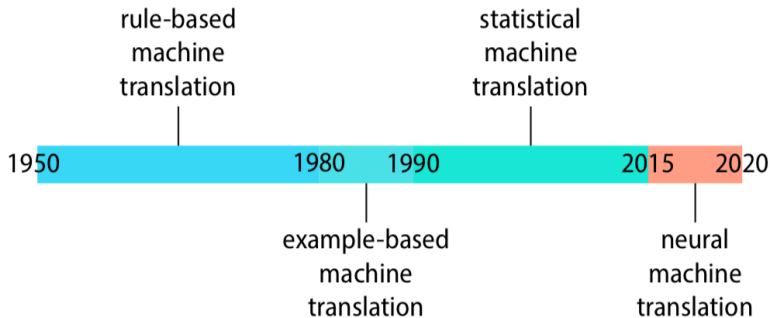 rule-based
machine
translation
statistical
machine
translation
1950 1980 1990 2015 2020
example-based
machine
translation
neural
machine
translation